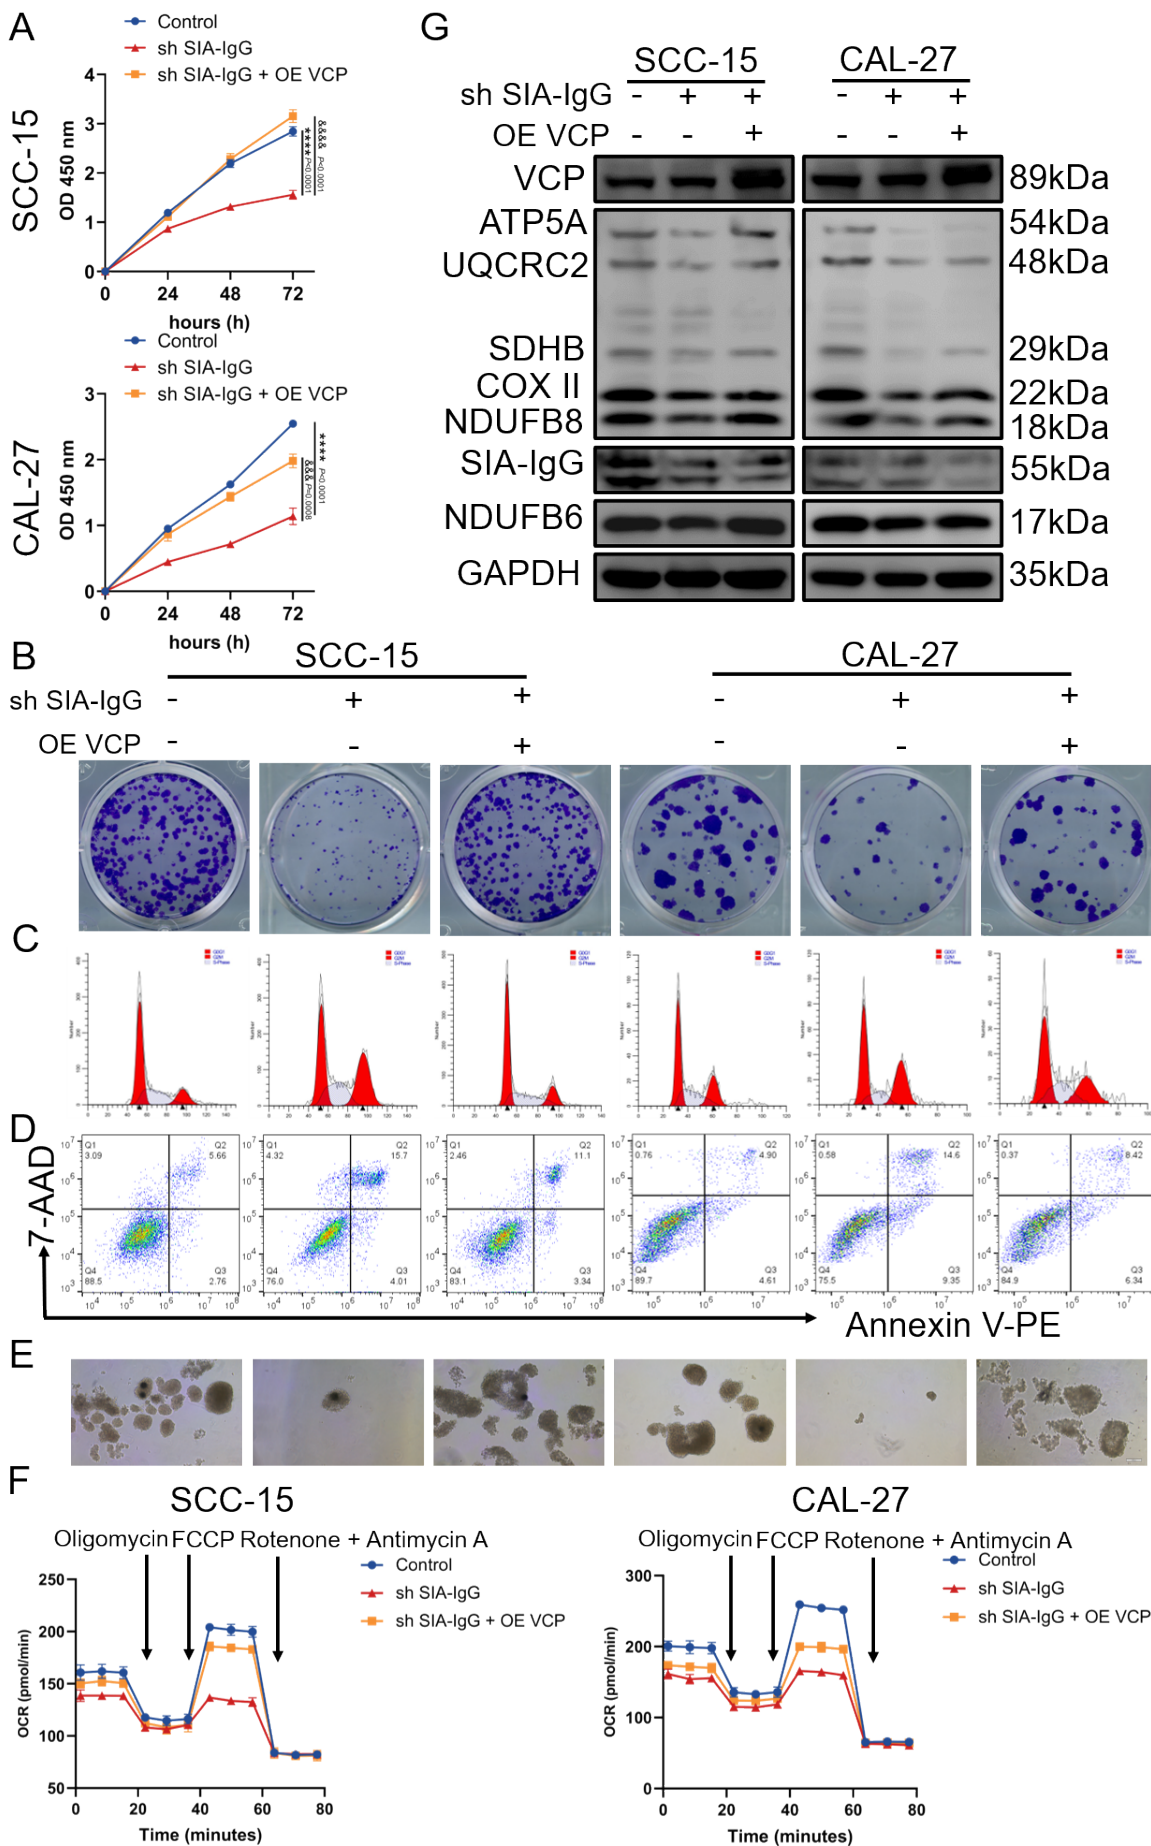 A
Control
sh SIA-IgG
sh SIA-IgG + OE VCP
SCC-15
OD 450 nm
4
3
2
1
0
0 24 48 72
hours (h)
&&&& P<0.0001
**** P<0.0001
Control
sh SIA-IgG
sh SIA-IgG + OE VCP
CAL-27
OD 450 nm
3
2
1
0
0 24 48 72
hours (h)
**** P<0.0001
&&& P=0.0008
G
SCC-15 CAL-27
sh SIA-IgG - + + - + +
OE VCP - - + - - +
VCP 89kDa
ATP5A 54kDa
UQCRC2 48kDa
SDHB 29kDa
COX II 22kDa
NDUFB8 18kDa
SIA-IgG 55kDa
NDUFB6 17kDa
GAPDH 35kDa
B
SCC-15 CAL-27
sh SIA-IgG - + + - + +
OE VCP - - + - - +
C
D
7-AAD
Q1 3.09 Q2 5.66 Q4 88.5 Q3 2.76
Q1 4.32 Q2 15.7 Q4 76.0 Q3 4.01
Q1 2.46 Q2 11.1 Q4 83.1 Q3 3.34
Q1 0.76 Q2 4.90 Q4 89.7 Q3 4.61
Q1 0.58 Q2 14.6 Q4 75.5 Q3 9.35
Q1 0.37 Q2 8.42 Q4 84.9 Q3 6.34
Annexin V-PE
E
F
SCC-15
Oligomycin FCCP Rotenone + Antimycin A
Control
sh SIA-IgG
sh SIA-IgG + OE VCP
OCR (pmol/min)
250
200
150
100
50
0 20 40 60 80
Time (minutes)
CAL-27
Oligomycin FCCP Rotenone + Antimycin A
Control
sh SIA-IgG
sh SIA-IgG + OE VCP
OCR (pmol/min)
300
200
100
0
0 20 40 60 80
Time (minutes)